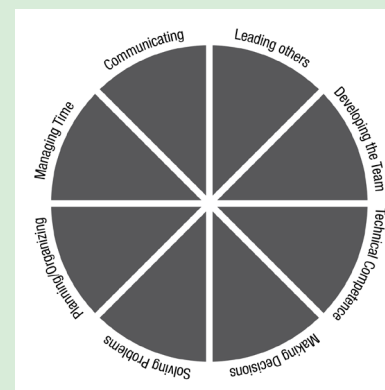 Leading others
Developing the Team
Technical Competence
Making Decisions
Solving Problems
Planning/Organizing
Managing Time
Communicating